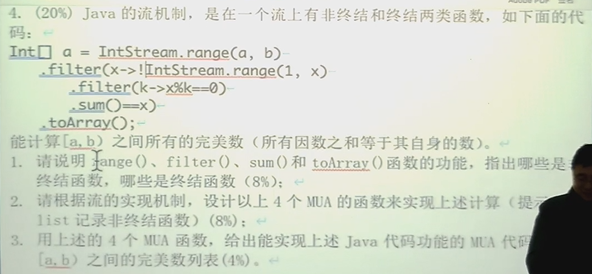 4. (20%) Java 的流机制，是在一个流上有非终结和终结两类函数，如下面的代
码：
Int[] a = IntStream.range(a, b)
.filter(x->!IntStream.range(1, x)
.filter(k->x%k==0)
.sum()==x)
.toArray();
能计算[a,b) 之间所有的完美数（所有因数之和等于其自身的数）。
1. 请说明 range()、filter()、sum()和 toArray()函数的功能，指出哪些是
终结函数，哪些是终结函数（8%）；
2. 请根据流的实现机制，设计以上 4 个 MUA 的函数来实现上述计算（提
list 记录非终结函数）(8%)；
3. 用上述的 4 个 MUA 函数，给出能实现上述 Java 代码功能的 MUA 代码
[a,b) 之间的完美数列表(4%)。